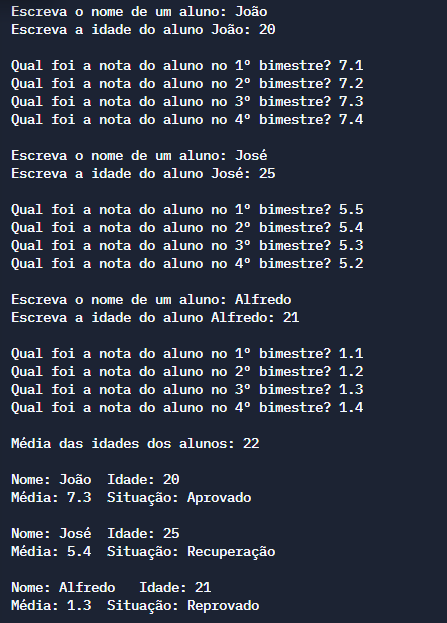 Escreva o nome de um aluno: João
Escreva a idade do aluno João: 20
Qual foi a nota do aluno no 1º bimestre? 7.1
Qual foi a nota do aluno no 2º bimestre? 7.2
Qual foi a nota do aluno no 3º bimestre? 7.3
Qual foi a nota do aluno no 4º bimestre? 7.4
Escreva o nome de um aluno: José
Escreva a idade do aluno José: 25
Qual foi a nota do aluno no 1º bimestre? 5.5
Qual foi a nota do aluno no 2º bimestre? 5.4
Qual foi a nota do aluno no 3º bimestre? 5.3
Qual foi a nota do aluno no 4º bimestre? 5.2
Escreva o nome de um aluno: Alfredo
Escreva a idade do aluno Alfredo: 21
Qual foi a nota do aluno no 1º bimestre? 1.1
Qual foi a nota do aluno no 2º bimestre? 1.2
Qual foi a nota do aluno no 3º bimestre? 1.3
Qual foi a nota do aluno no 4º bimestre? 1.4
Média das idades dos alunos: 22
Nome: João  Idade: 20
Média: 7.3  Situação: Aprovado
Nome: José  Idade: 25
Média: 5.4  Situação: Recuperação
Nome: Alfredo   Idade: 21
Média: 1.3  Situação: Reprovado